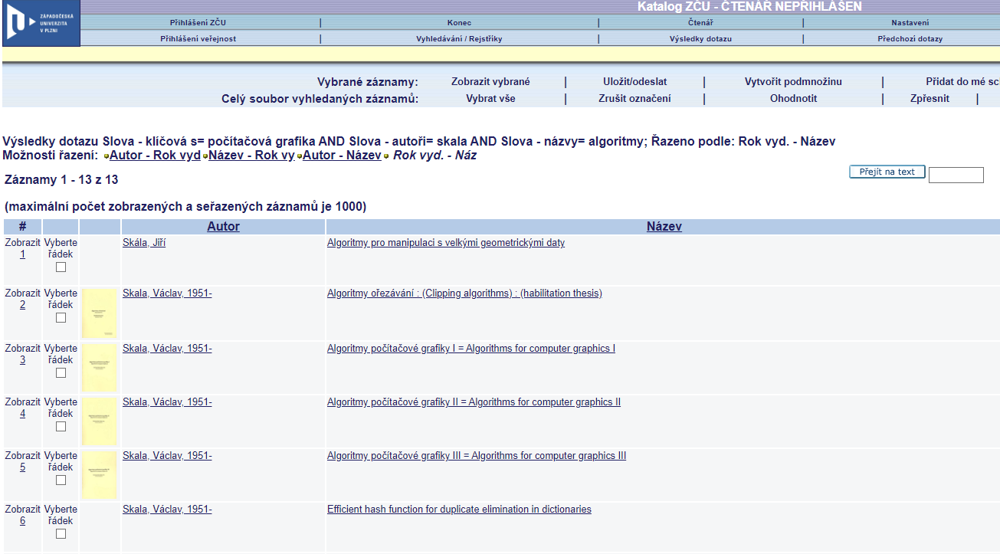 Katalog ZČU - ČTENÁŘ NEPŘIHLÁŠEN
ZÁPADOČESKÁ
UNIVERZITA
V PLZNI
Přihlášení ZČU | Konec | Čtenář | Nastavení
Přihlášení veřejnost | Vyhledávání / Rejstříky | Výsledky dotazu | Předchozí dotazy
Vybrané záznamy: Zobrazit vybrané | Uložit/odeslat | Vytvořit podmnožinu | Přidat do mé sc
Celý soubor vyhledaných záznamů: Vybrat vše | Zrušit označení | Ohodnotit | Zpřesnit |
Výsledky dotazu Slova - klíčová s= počítačová grafika AND Slova - autoři= skala AND Slova - názvy= algoritmy; Řazeno podle: Rok vyd. - Název
Možnosti řazení: Autor - Rok vyd Název - Rok vy Autor - Název Rok vyd. - Náz
Přejít na text
Záznamy 1 - 13 z 13
(maximální počet zobrazených a seřazených záznamů je 1000)
# Autor Název
Zobrazit Vyberte Skála, Jiří Algoritmy pro manipulaci s velkými geometrickými daty
1 řádek
Zobrazit Vyberte Skala, Václav, 1951- Algoritmy ořezávání : (Clipping algorithms) : (habilitation thesis)
2 řádek
Zobrazit Vyberte Skala, Václav, 1951- Algoritmy počítačové grafiky I = Algorithms for computer graphics I
3 řádek
Zobrazit Vyberte Skala, Václav, 1951- Algoritmy počítačové grafiky II = Algorithms for computer graphics II
4 řádek
Zobrazit Vyberte Skala, Václav, 1951- Algoritmy počítačové grafiky III = Algorithms for computer graphics III
5 řádek
Zobrazit Vyberte Skala, Václav, 1951- Efficient hash function for duplicate elimination in dictionaries
6 řádek